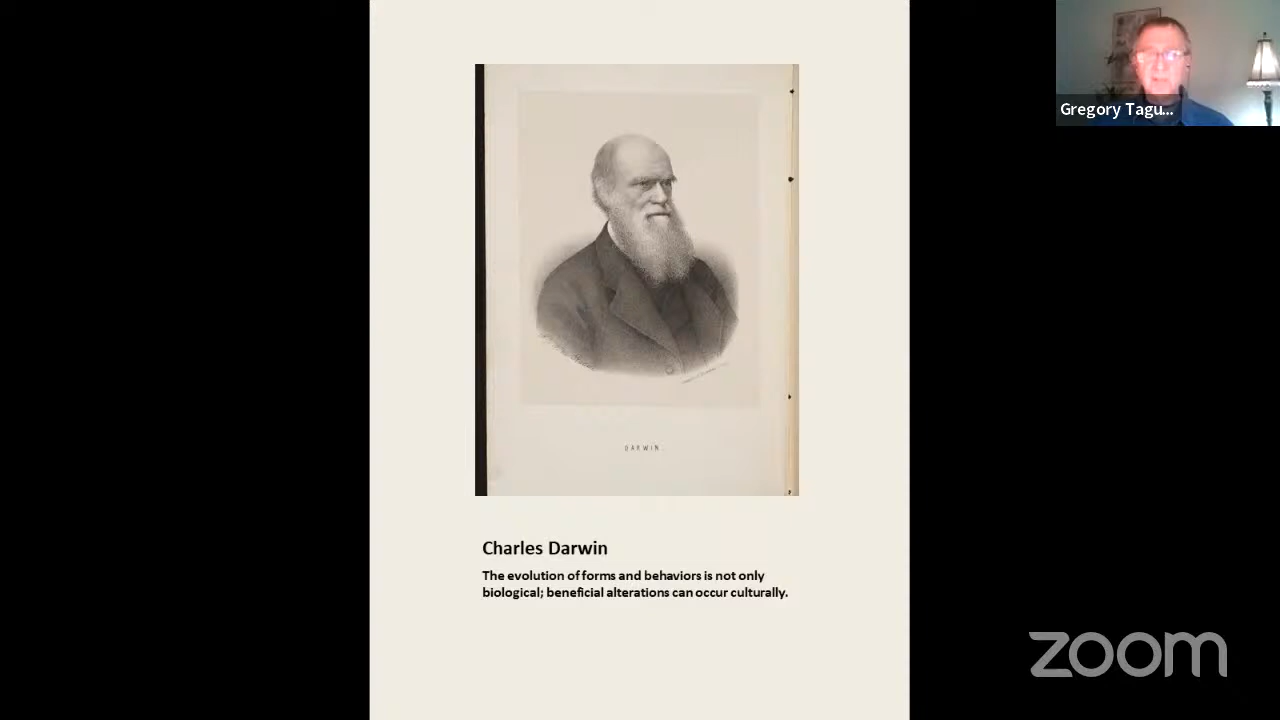 Gregory Tagu...
DARWIN
Charles Darwin
The evolution of forms and behaviors is not only
biological; beneficial alterations can occur culturally.
zoom